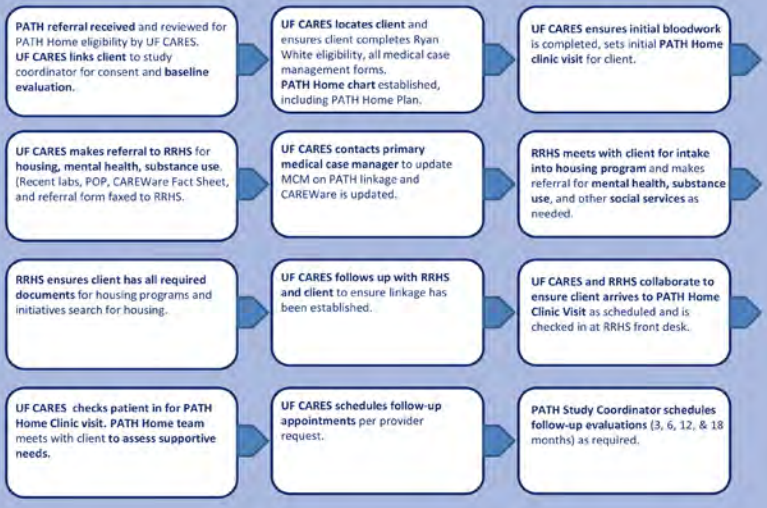 PATH referral received and reviewed for
PATH Home eligibility by UF CARES.
UF CARES links client to study
coordinator for consent and baseline
evaluation.
UF CARES locates client and
ensures client completes Ryan
White eligibility, all medical case
management forms.
PATH Home chart established,
including PATH Home Plan.
UF CARES ensures initial bloodwork
is completed, sets initial PATH Home
clinic visit for client.
UF CARES makes referral to RRHS for
housing, mental health, substance use.
(Recent labs, POP, CAREWare Fact Sheet,
and referral form faxed to RRHS.
UF CARES contacts primary
medical case manager to update
MCM on PATH linkage and
CAREWare is updated.
RRHS meets with client for intake
into housing program and makes
referral for mental health, substance
use, and other social services as
needed.
RRHS ensures client has all required
documents for housing programs and
initiatives search for housing.
UF CARES follows up with RRHS
and client to ensure linkage has
been established.
UF CARES and RRHS collaborate to
ensure client arrives to PATH Home
Clinic Visit as scheduled and is
checked in at RRHS front desk.
UF CARES checks patient in for PATH
Home Clinic visit. PATH Home team
meets with client to assess supportive
needs.
UF CARES schedules follow-up
appointments per provider
request.
PATH Study Coordinator schedules
follow-up evaluations (3, 6, 12, & 18
months) as required.